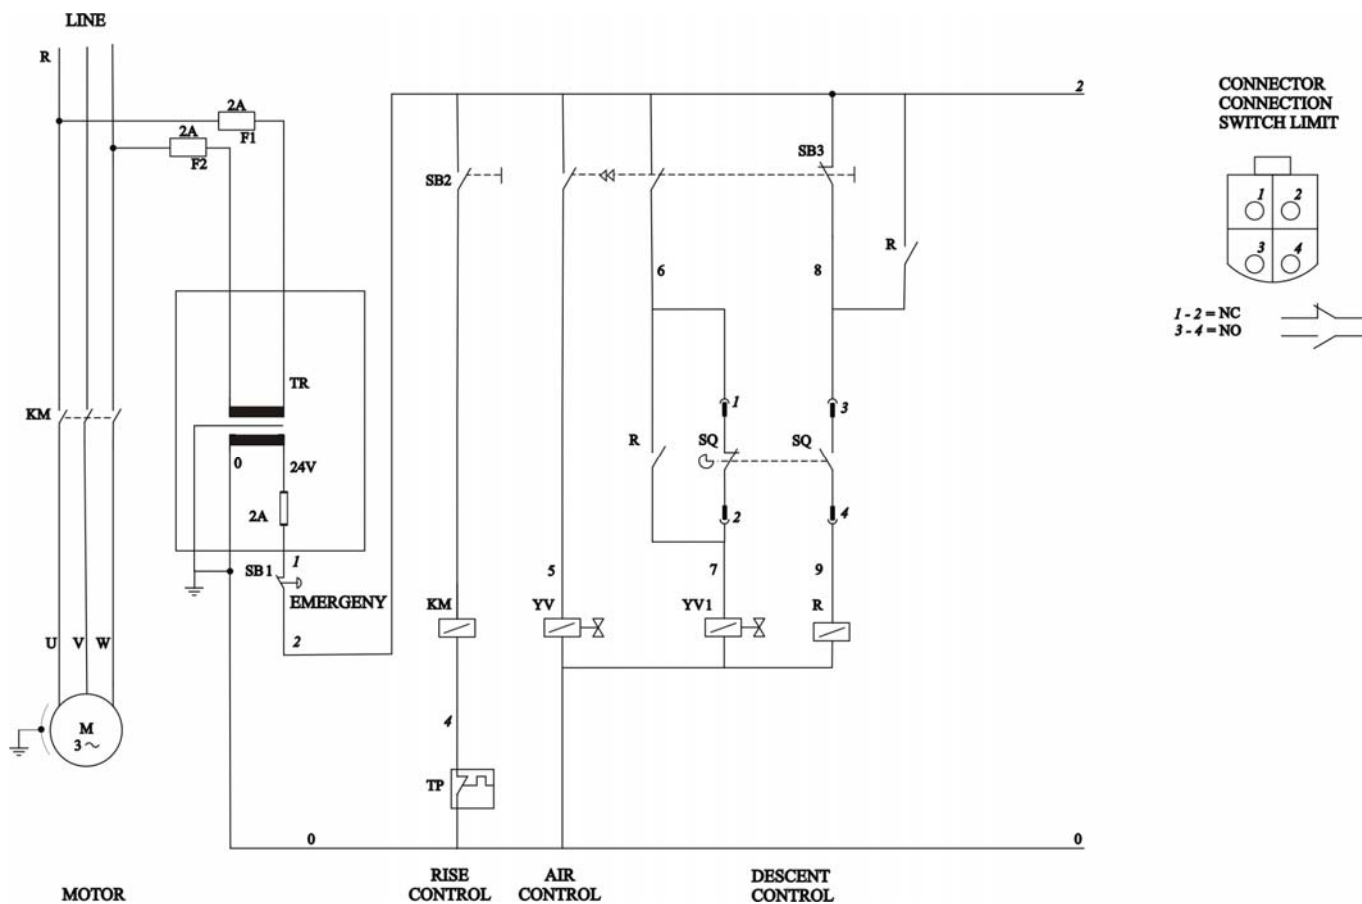 LINE
R
2A
F1
2A
F2
2
CONNECTOR
CONNECTION
SWITCH LIMIT
SB2
SB3
1 2
3 4
R
6
8
1 - 2 = NC
3 - 4 = NO
TR
KM
1
3
R
SQ
SQ
0
24V
2A
2
4
SB1
1
EMERGENY
5
7
9
KM
YV
YV1
R
U V W
2
4
M
3 ~
TP
0
0
MOTOR
RISE
CONTROL
AIR
CONTROL
DESCENT
CONTROL